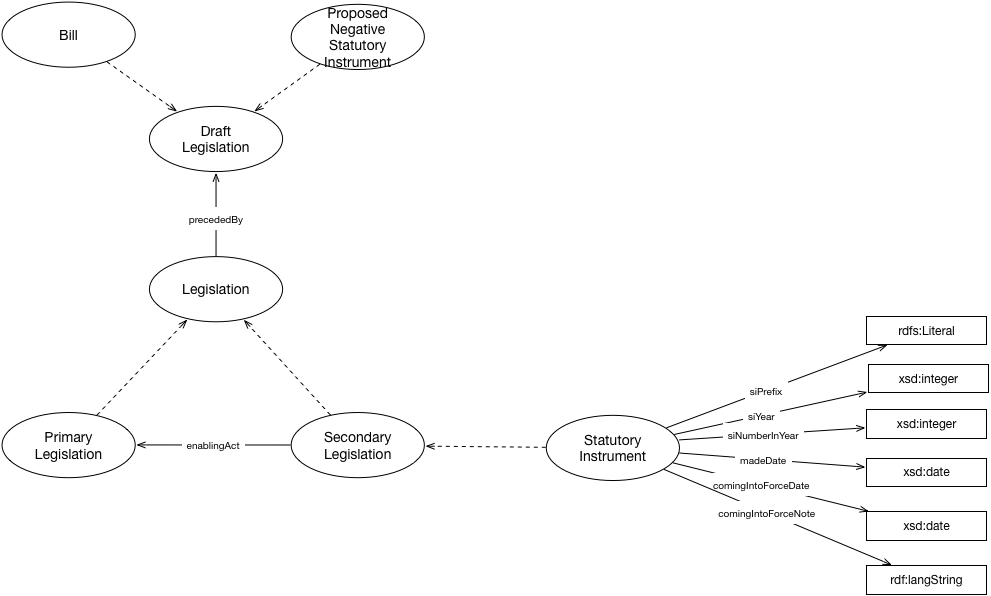 Bill
Proposed
Negative
Statutory
Instrument
Draft
Legislation
precededBy
Legislation
rdfs:Literal
siPrefix
xsd:integer
siYear
xsd:integer
siNumberInYear
Primary
Legislation
enablingAct
Secondary
Legislation
Statutory
Instrument
madeDate
xsd:date
comingIntoForceDate
comingIntoForceNote
xsd:date
rdf:langString